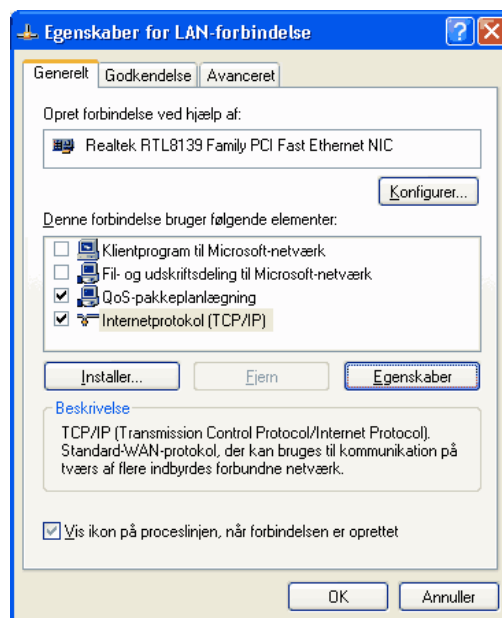 Egenskaber for LAN-forbindelse
Generelt Godkendelse Avanceret
Opret forbindelse ved hjælp af:
Realtek RTL8139 Family PCI Fast Ethernet NIC
Konfigurer...
Denne forbindelse bruger følgende elementer:
Klientprogram til Microsoft-netværk
Fil- og udskriftsdeling til Microsoft-netværk
QoS-pakkeplanlægning
Internetprotokol (TCP/IP)
Installer... Fjern Egenskaber
Beskrivelse
TCP/IP (Transmission Control Protocol/Internet Protocol).
Standard-WAN-protokol, der kan bruges til kommunikation på
tværs af flere indbyrdes forbundne netværk.
Vis ikon på proceslinjen, når forbindelsen er oprettet
OK Annuller